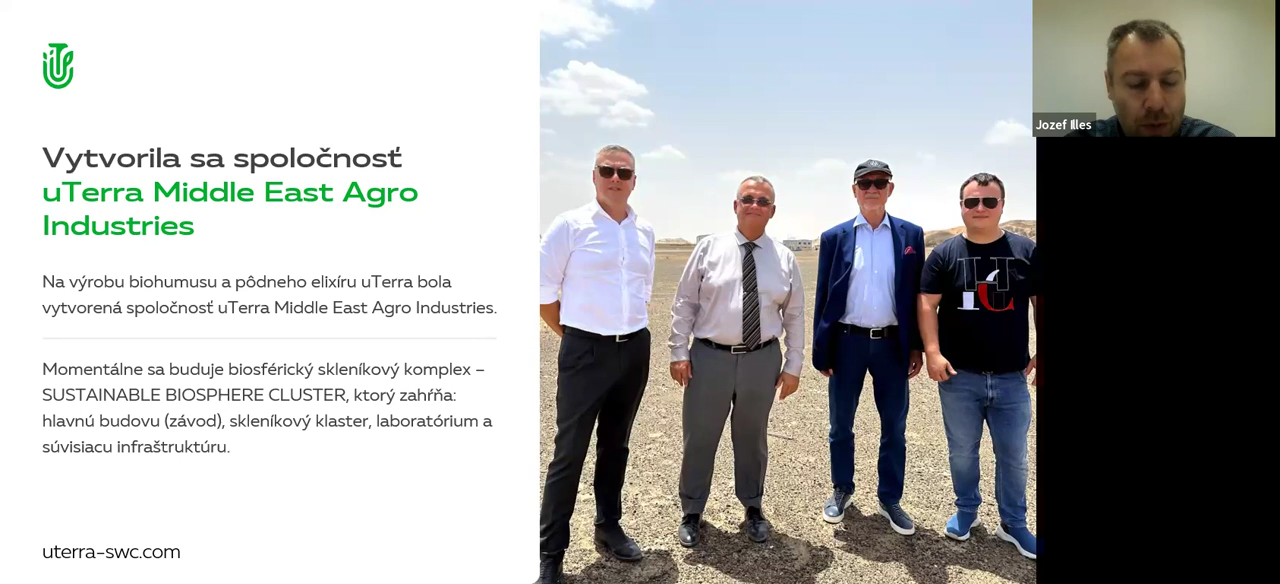 Vytvorila sa spoločnosť
uTerra Middle East Agro
Industries
Na výrobu biohumusu a pôdneho elixíru uTerra bola
vytvorená spoločnosť uTerra Middle East Agro Industries.
Momentálne sa buduje biosférický skleníkový komplex –
SUSTAINABLE BIOSPHERE CLUSTER, ktorý zahŕňa:
hlavnú budovu (závod), skleníkový klaster, laboratórium a
súvisiacu infraštruktúru.
uterra-swc.com
Jozef Illes